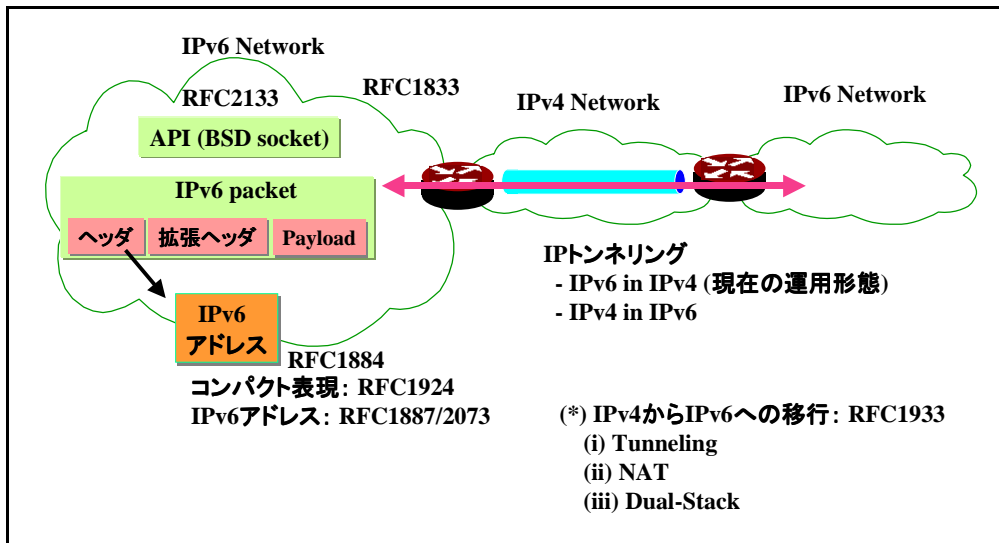 IPv6 Network
RFC2133
RFC1833
API (BSD socket)
IPv6 packet
ヘッダ
拡張ヘッダ
Payload
IPv6
アドレス
RFC1884
コンパクト表現： RFC1924
IPv6アドレス： RFC1887/2073
IPv4 Network
IPv6 Network
IPトンネリング
- IPv6 in IPv4 (現在の運用形態)
- IPv4 in IPv6
(*) IPv4からIPv6への移行： RFC1933
(i) Tunneling
(ii) NAT
(iii) Dual-Stack